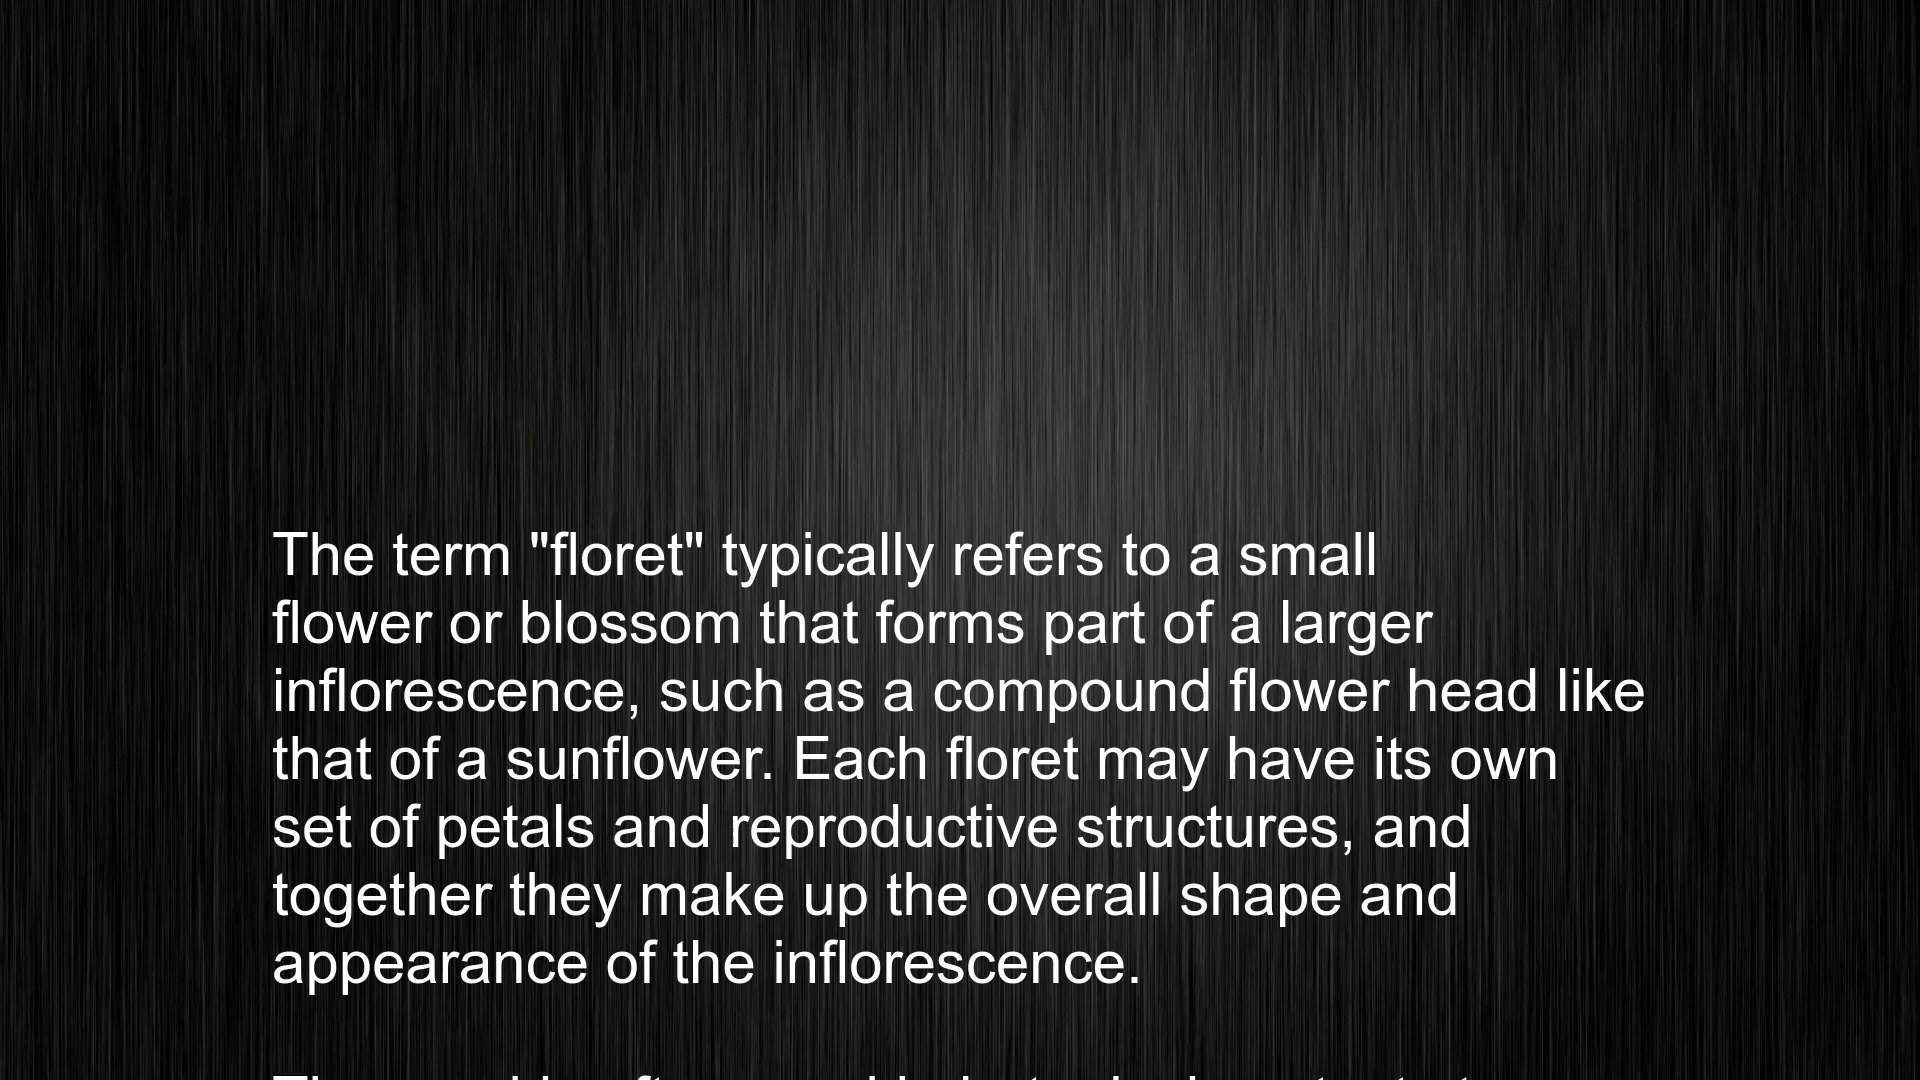 The term "floret" typically refers to a small
flower or blossom that forms part of a larger
inflorescence, such as a compound flower head like
that of a sunflower. Each floret may have its own
set of petals and reproductive structures, and
together they make up the overall shape and
appearance of the inflorescence.